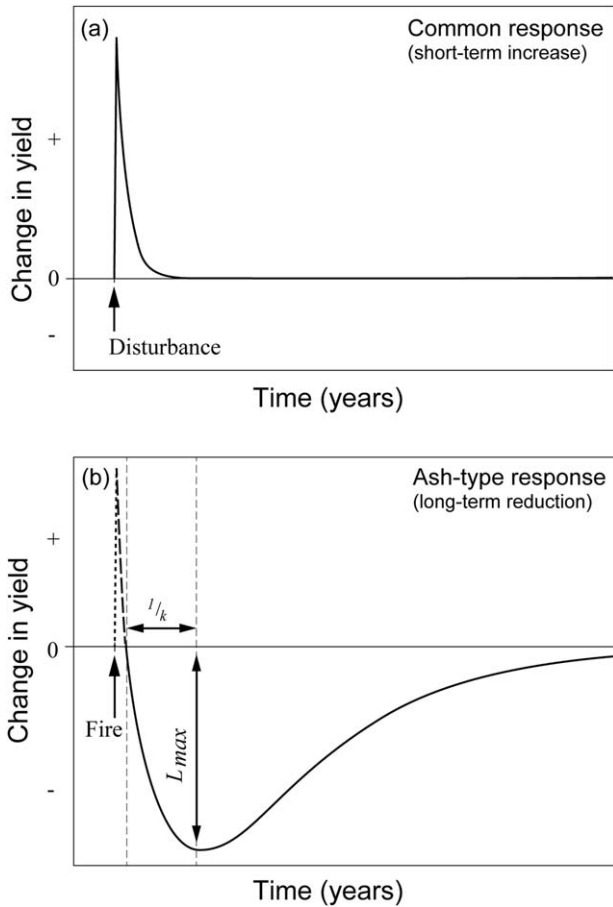 (a)
Common response
(short-term increase)
Change in yield
+
0
-
Disturbance
Time (years)
(b)
Ash-type response
(long-term reduction)
Change in yield
+
1/k
0
Fire
L max
-
Time (years)